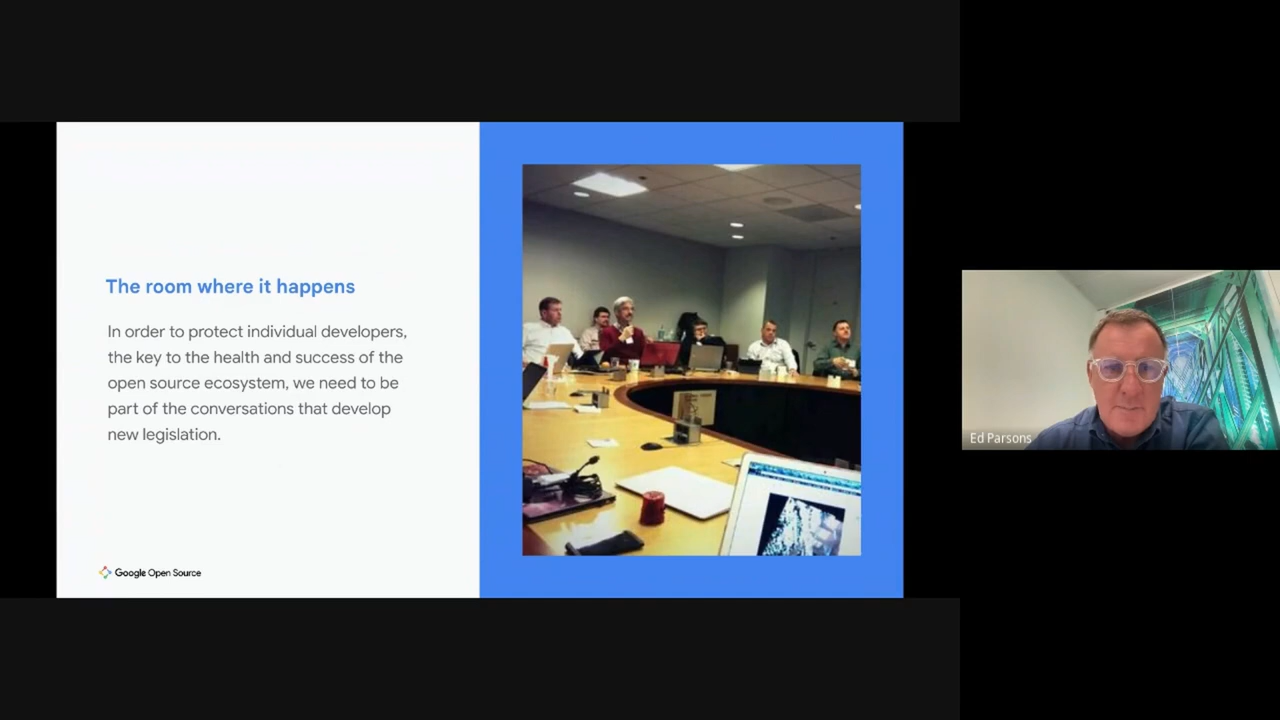 The room where it happens
In order to protect individual developers,
the key to the health and success of the
open source ecosystem, we need to be
part of the conversations that develop
new legislation.
Google Open Source
Ed Parsons